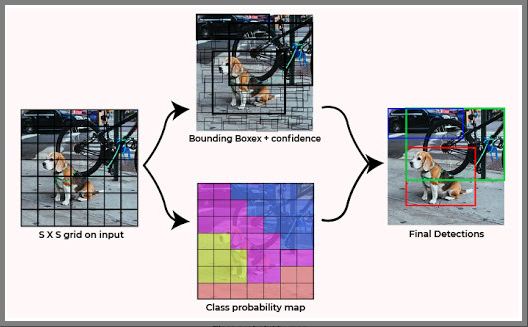 Bounding Boxex + confidence
S X S grid on input
Final Detections
Class probability map